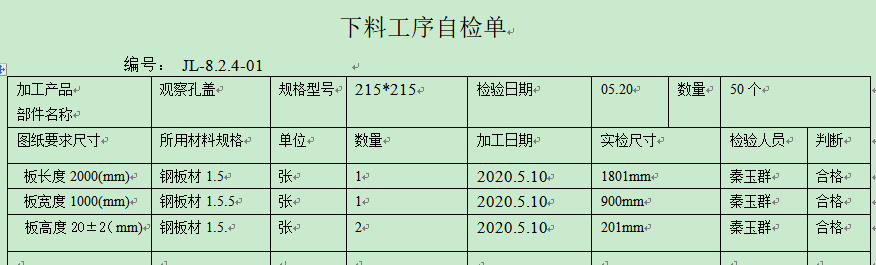 下料工序自检单
编号： JL-8.2.4-01
加工产品 观察孔盖 规格型号 215*215 检验日期 05.20 数量 50 个
部件名称
图纸要求尺寸 所用材料规格 单位 数量 加工日期 实检尺寸 检验人员 判断
板长度 2000(mm) 钢板材 1.5 张 1 2020.5.10 1801mm 秦玉群 合格
板宽度 1000(mm) 钢板材 1.5.5 张 1 2020.5.10 900mm 秦玉群 合格
板高度 20±2( mm) 钢板材 1.5. 张 2 2020.5.10 201mm 秦玉群 合格